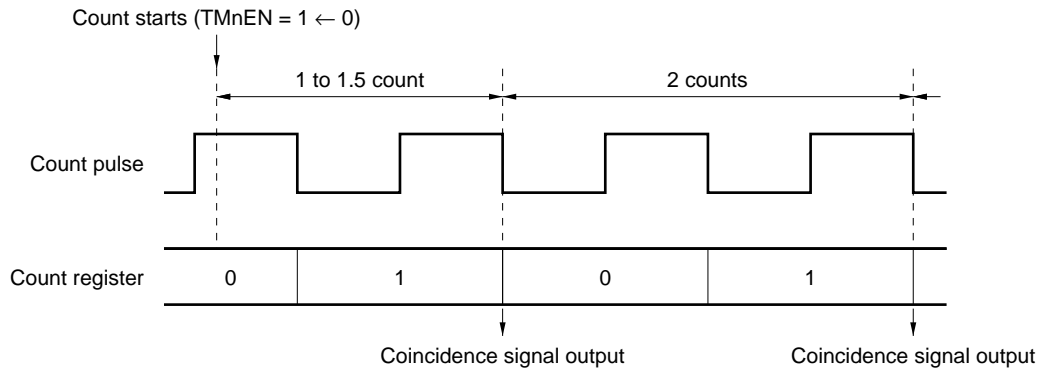 Count starts (TMnEN = 1 ← 0)
1 to 1.5 count
2 counts
Count pulse
Count register
0
1
0
1
Coincidence signal output
Coincidence signal output